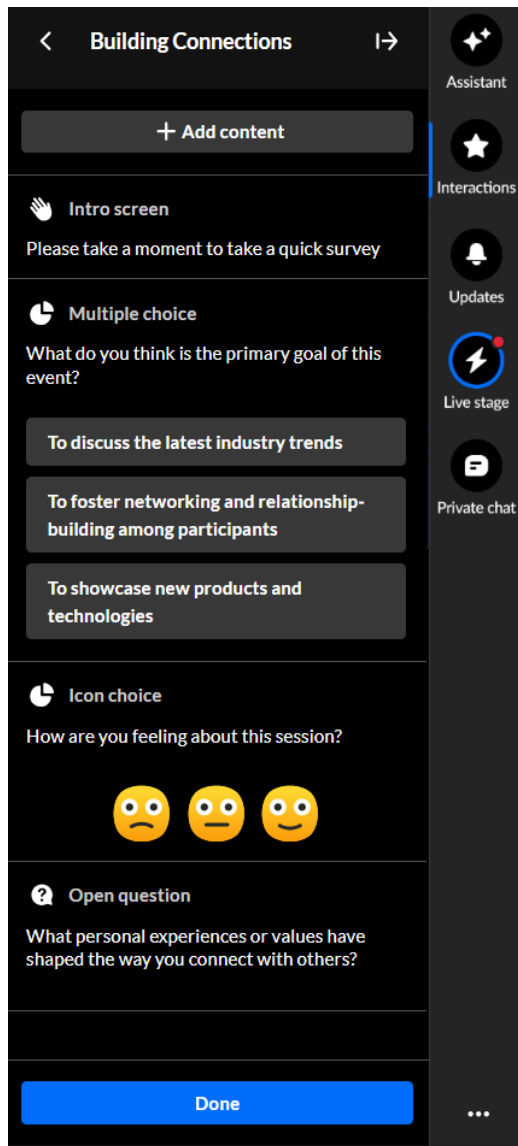 Building Connections
+ Add content
Intro screen
Please take a moment to take a quick survey
Multiple choice
What do you think is the primary goal of this
event?
To discuss the latest industry trends
To foster networking and relationship-
building among participants
To showcase new products and
technologies
Icon choice
How are you feeling about this session?
Open question
What personal experiences or values have
shaped the way you connect with others?
Done
Assistant
Interactions
Updates
Live stage
Private chat